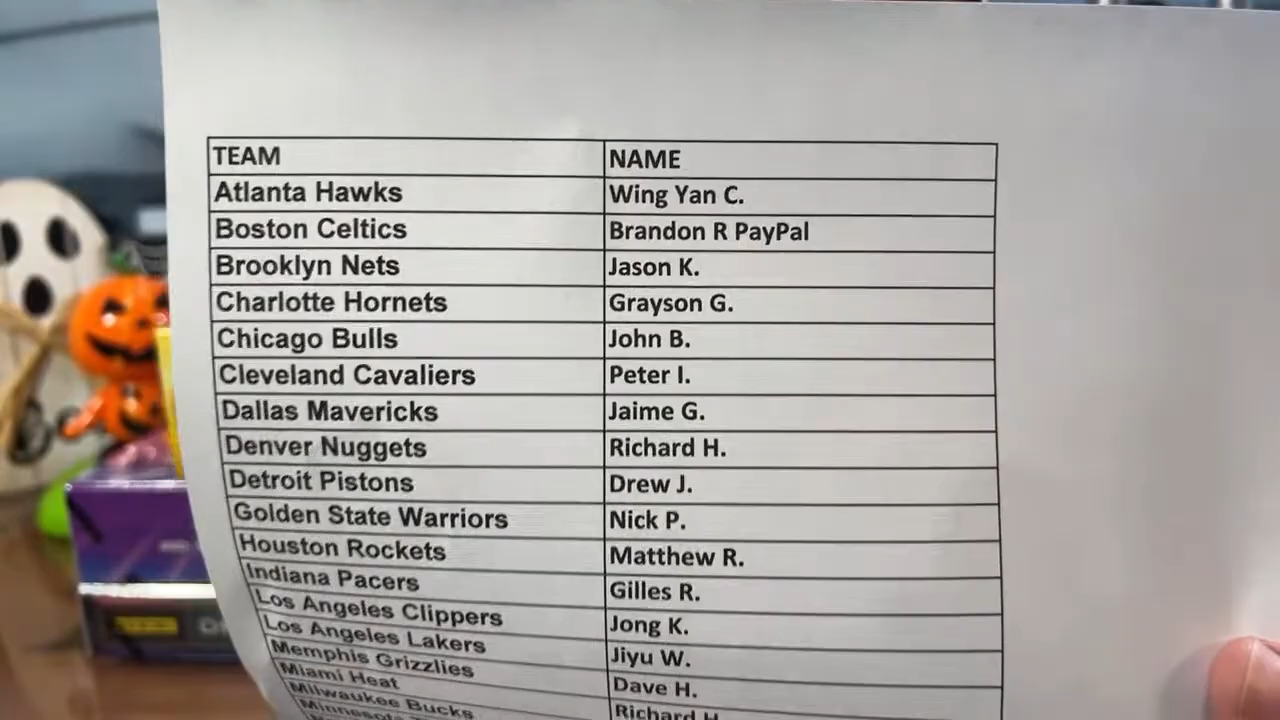 TEAM NAME
Atlanta Hawks Wing Yan C.
Boston Celtics Brandon R PayPal
Brooklyn Nets Jason K.
Charlotte Hornets Grayson G.
Chicago Bulls John B.
Cleveland Cavaliers Peter I.
Dallas Mavericks Jaime G.
Denver Nuggets Richard H.
Detroit Pistons Drew J.
Golden State Warriors Nick P.
Houston Rockets Matthew R.
Indiana Pacers Gilles R.
Los Angeles Clippers Jong K.
Los Angeles Lakers Jiyu W.
Memphis Grizzlies Dave H.
Miami Heat Richard H
Milwaukee Bucks
Minnesota